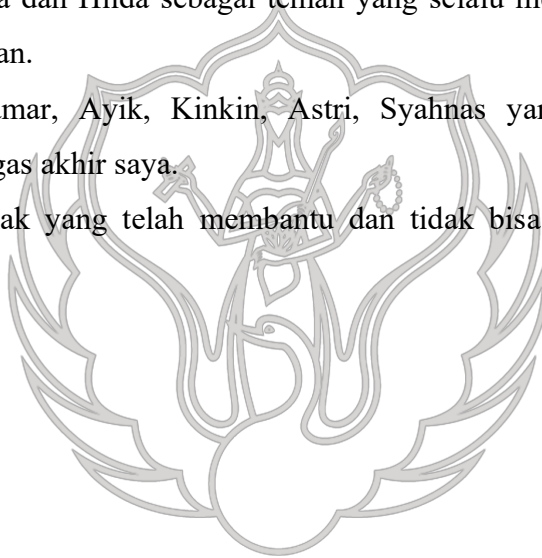 dan Hilda sebagai teman yang selalu
an.
mar, Ayik, Kinkin, Astri, Syahnas
gas akhir saya.
ak yang telah membantu dan tidak bisa